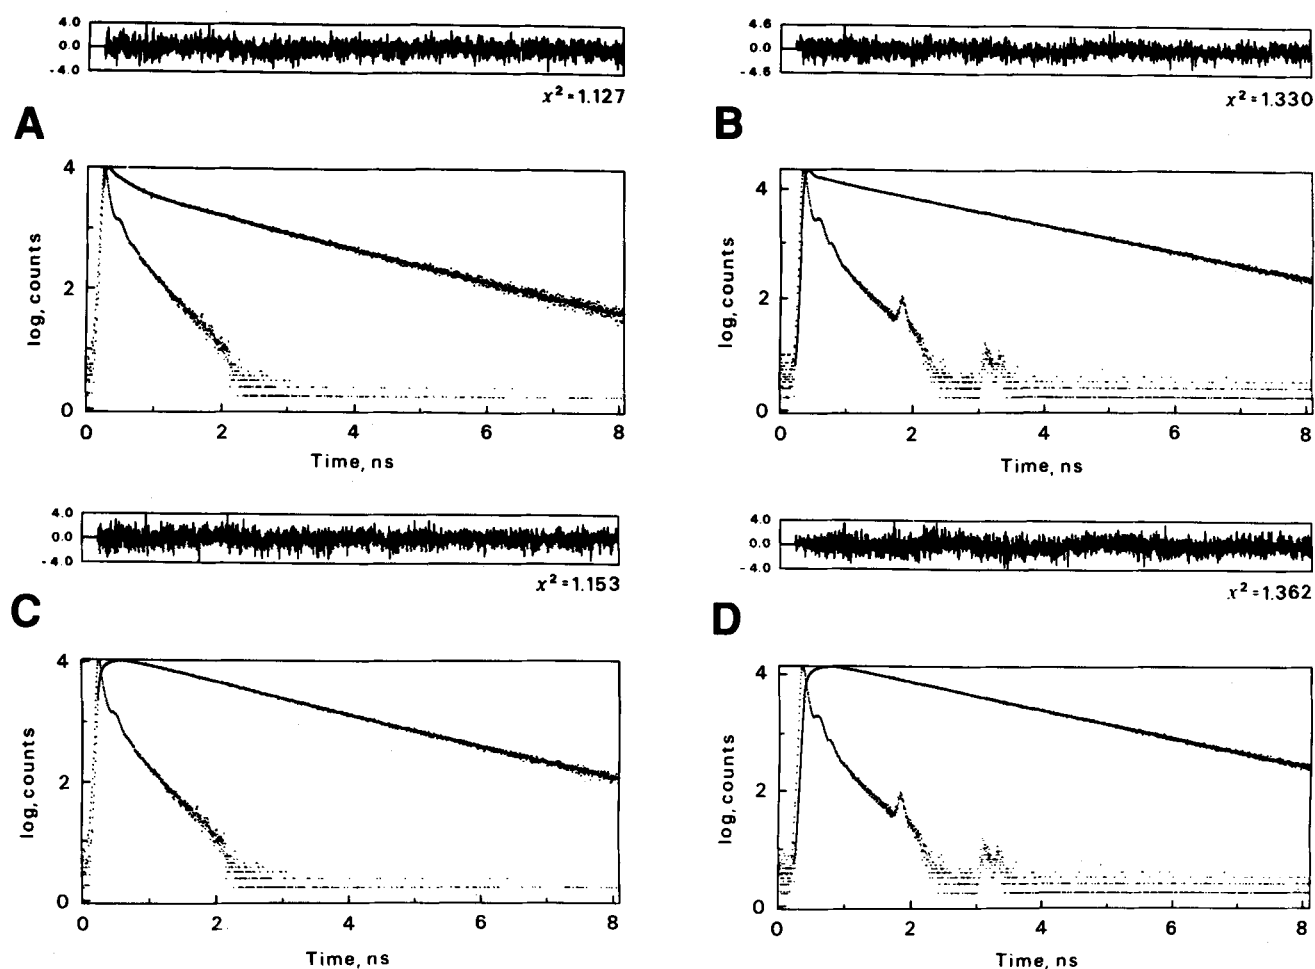 4.0
0.0
-4.0
χ²=1.127
A
4
2
0
log, counts
0 2 4 6 8
Time, ns
4.6
0.0
-4.6
χ²=1.330
B
4
2
0
log, counts
0 2 4 6 8
Time, ns
4.0
0.0
-4.0
χ²=1.153
C
4
2
0
log, counts
0 2 4 6 8
Time, ns
4.0
0.0
-4.0
χ²=1.362
D
4
2
0
log, counts
0 2 4 6 8
Time, ns